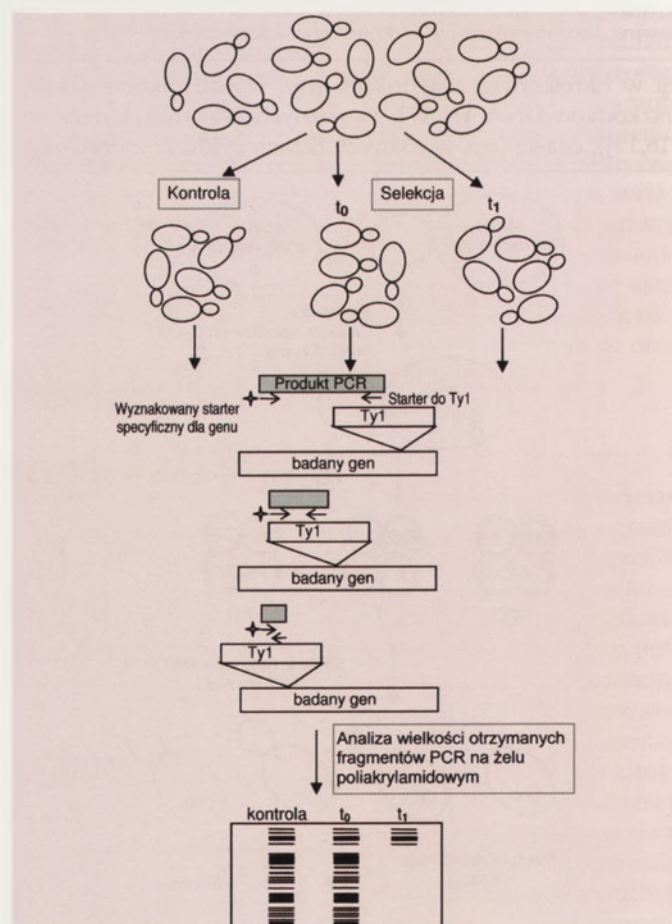 Kontrola
Selekcja
t0
t1
Produkt PCR
Wyznakowany starter
specyficzny dla genu
Starter do Ty1
Ty1
badany gen
Ty1
badany gen
Ty1
badany gen
Analiza wielkości otrzymanych
fragmentów PCR na żelu
poliakrylamidowym
kontrola t0 t1